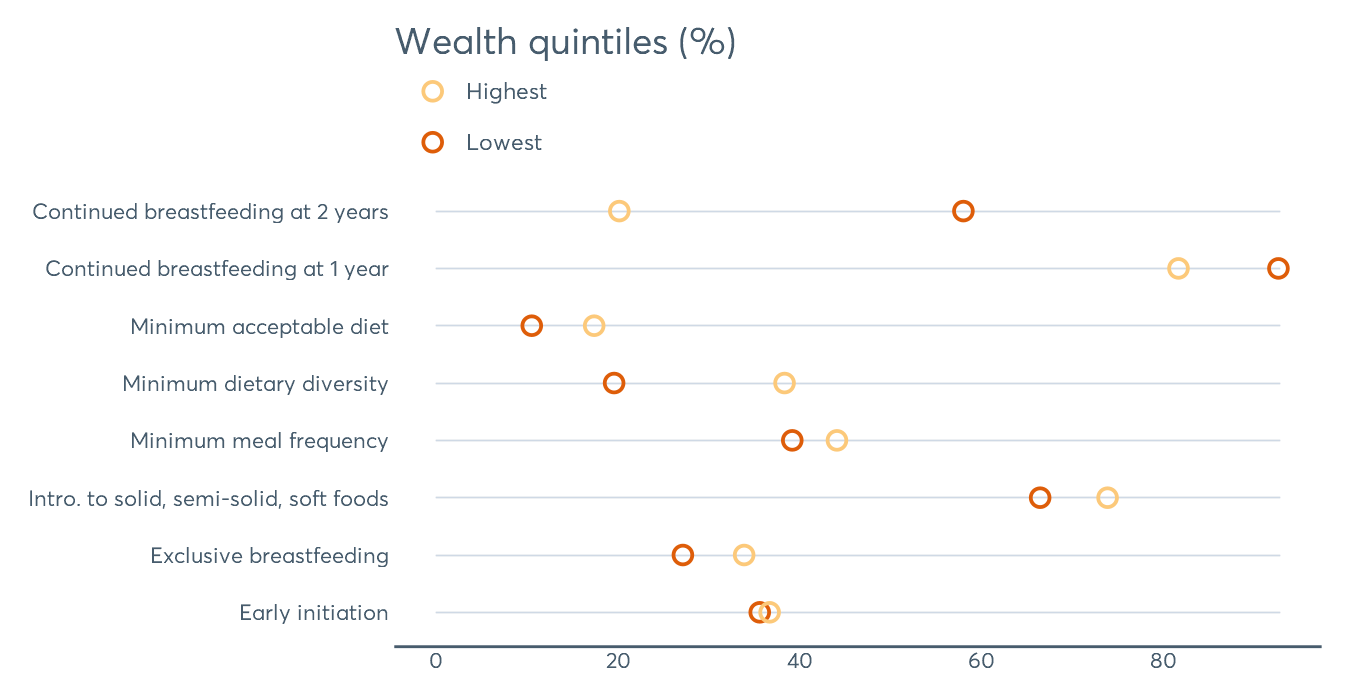 Wealth quintiles (%)
Highest
Lowest
Continued breastfeeding at 2 years
Continued breastfeeding at 1 year
Minimum acceptable diet
Minimum dietary diversity
Minimum meal frequency
Intro. to solid, semi-solid, soft foods
Exclusive breastfeeding
Early initiation
0 20 40 60 80